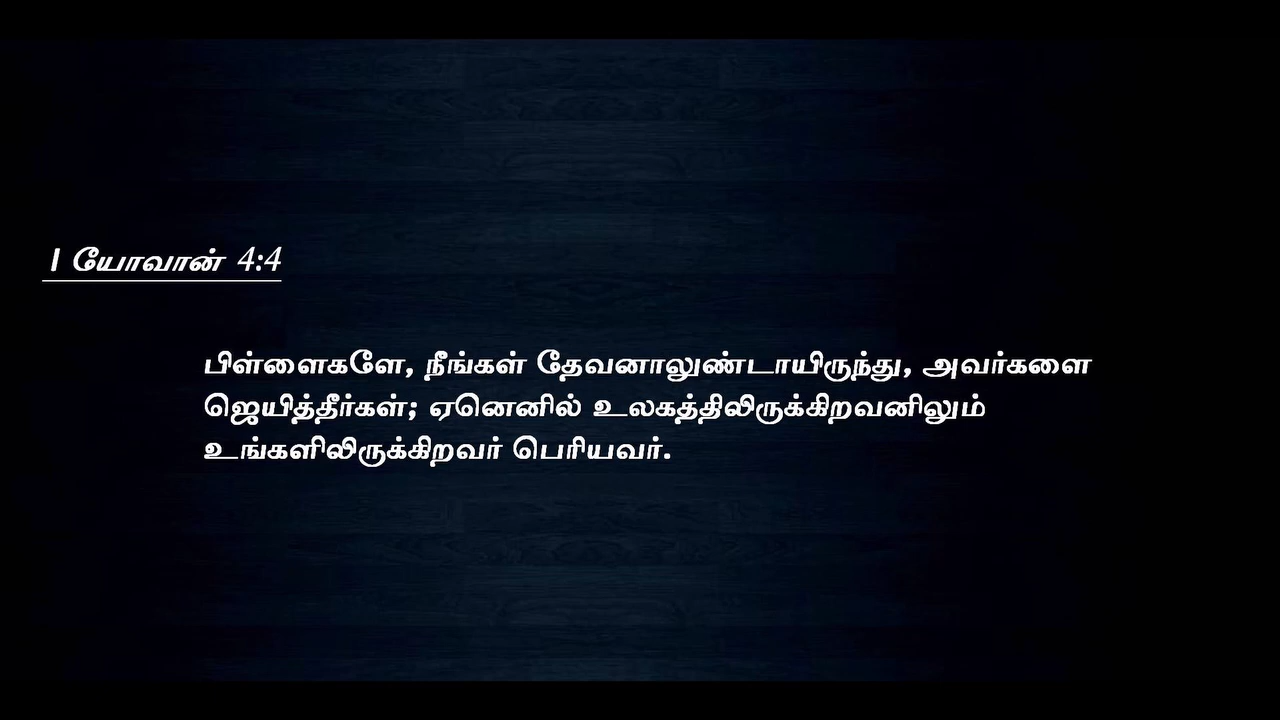 I யோவான் 4:4
பிள்ளைகளே, நீங்கள் தேவனாலுண்டாயிருந்து, அவர்களை
ஜெயித்தீர்கள்; ஏனெனில் உலகத்திலிருக்கிறவனிலும்
உங்களிலிருக்கிறவர் பெரியவர்.